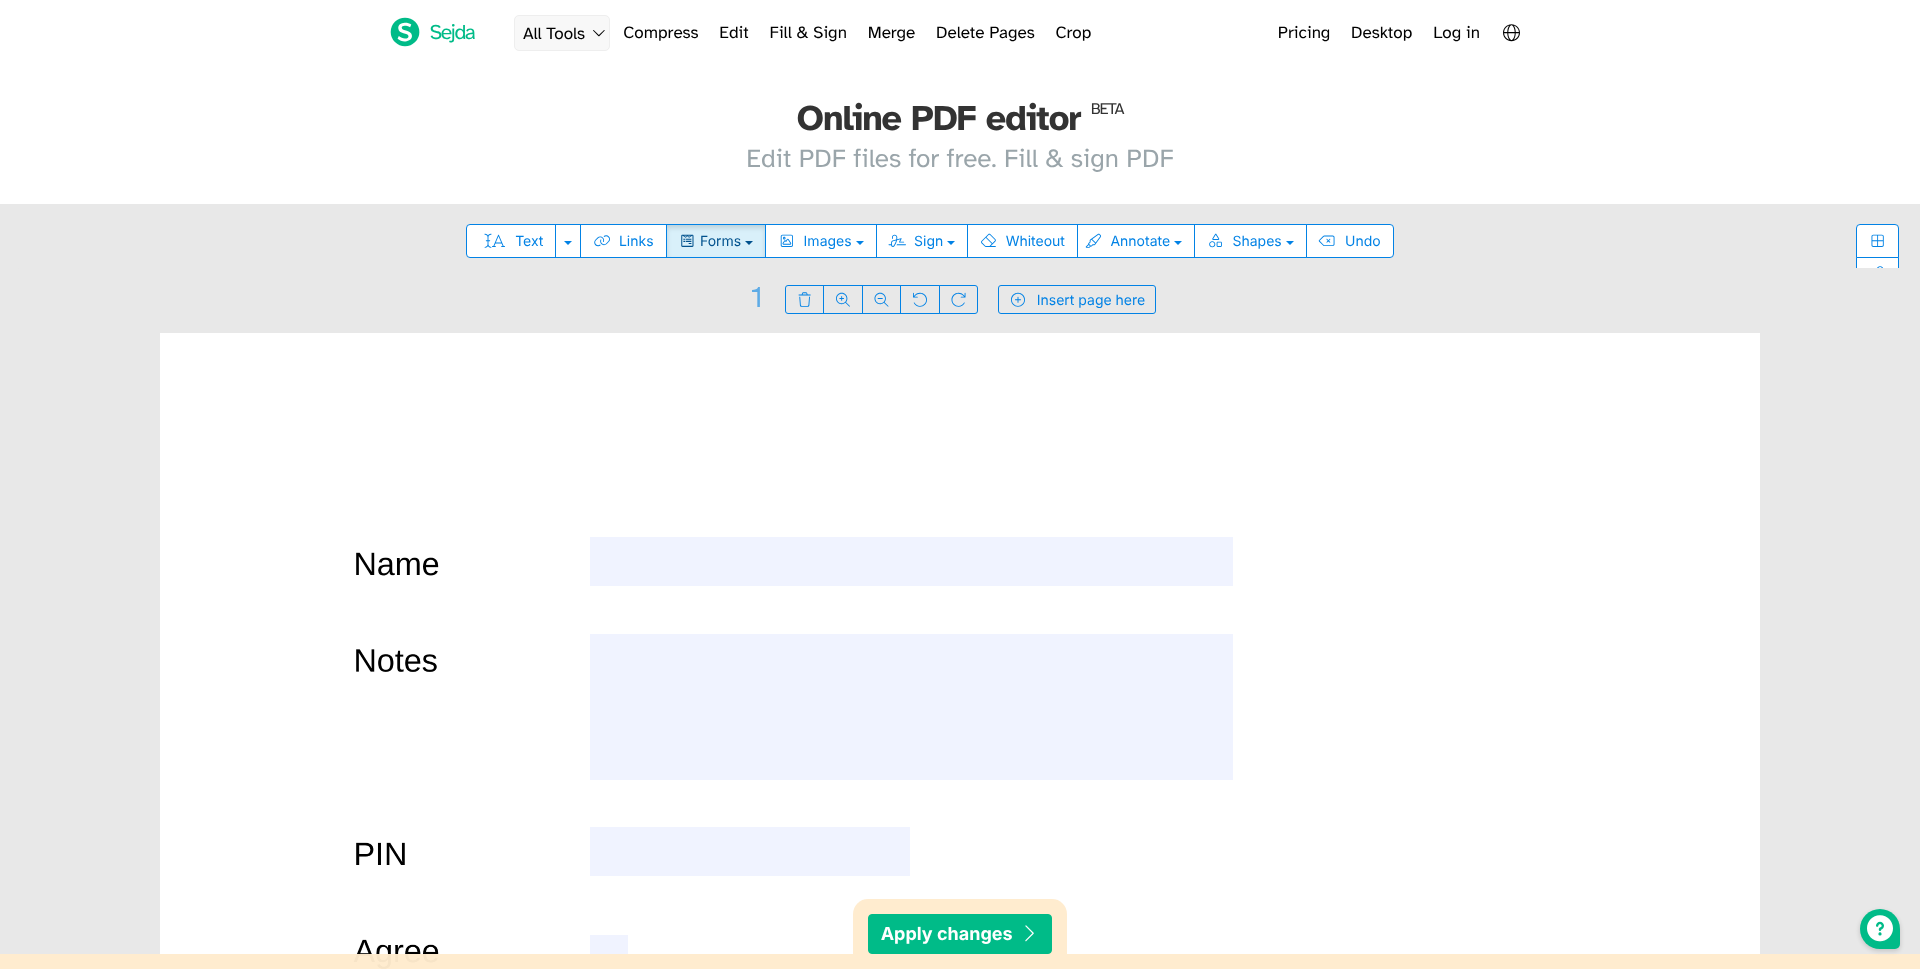 Sejda
All Tools Compress Edit Fill & Sign Merge Delete Pages Crop Pricing Desktop Log in
Online PDF editor BETA
Edit PDF files for free. Fill & sign PDF
Text Links Forms Images Sign Whiteout Annotate Shapes Undo
1 Insert page here
Name
Notes
PIN
Agree
Apply changes